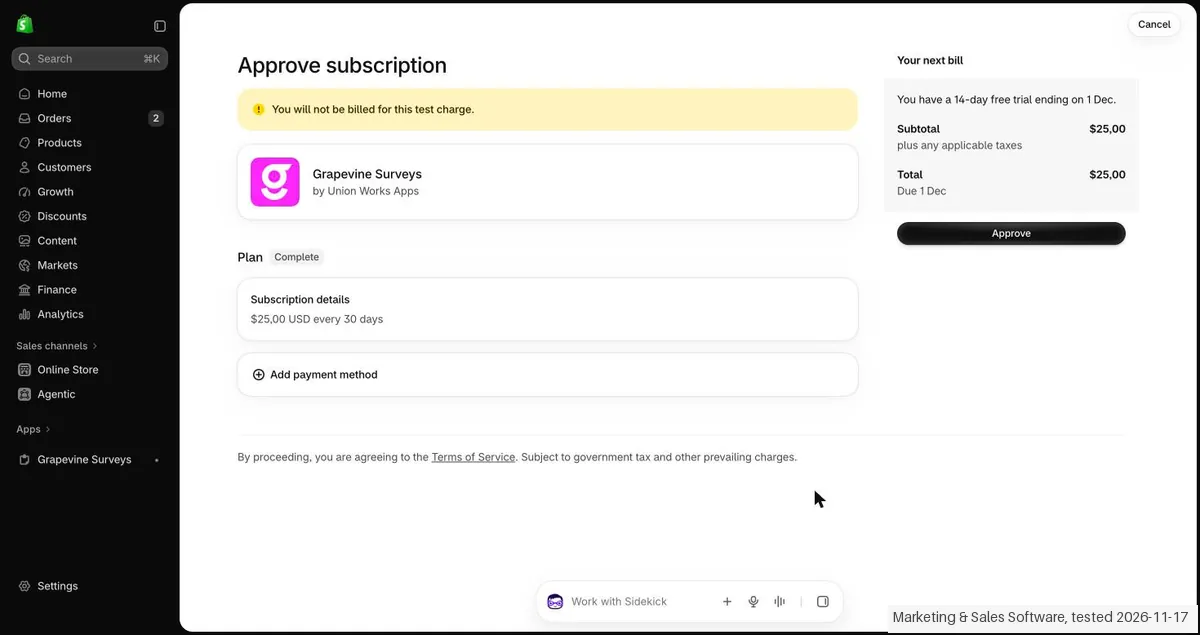 Search ⌘K
Home
Orders 2
Products
Customers
Growth
Discounts
Content
Markets
Finance
Analytics
Sales channels
Online Store
Agentic
Apps
Grapevine Surveys
Settings
Cancel
Approve subscription
You will not be billed for this test charge.
Grapevine Surveys
by Union Works Apps
Plan Complete
Subscription details
$25,00 USD every 30 days
Add payment method
Your next bill
You have a 14-day free trial ending on 1 Dec.
Subtotal $25,00
plus any applicable taxes
Total $25,00
Due 1 Dec
Approve
By proceeding, you are agreeing to the Terms of Service. Subject to government tax and other prevailing charges.
Work with Sidekick
Marketing & Sales Software, tested 2026-11-17